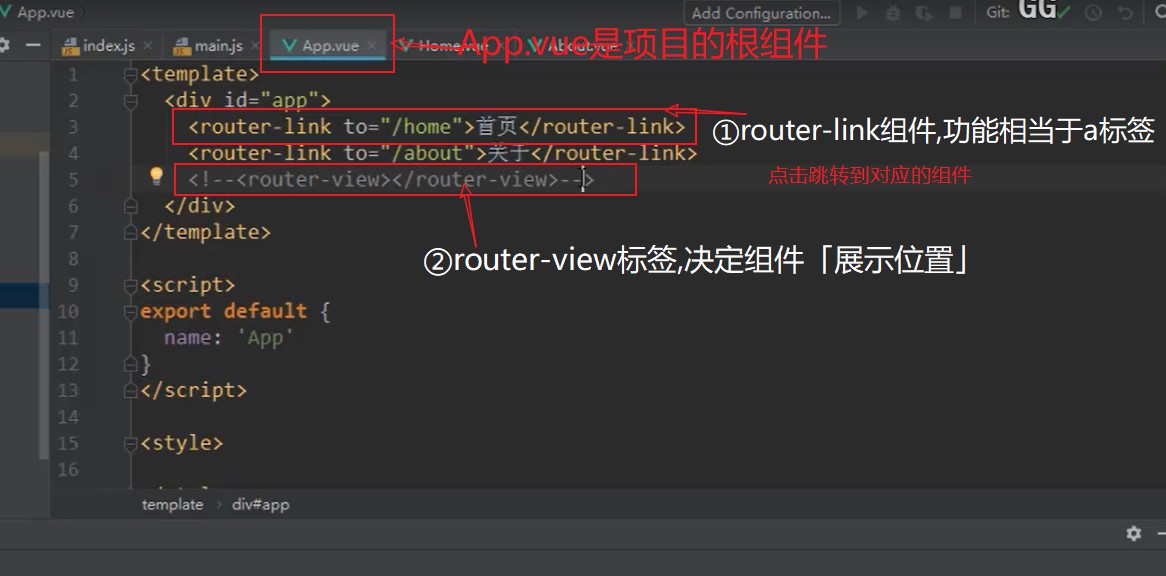 App.vue
Add Configuration...
Git:
GG
index.js
main.js
App.vue
Home.vue
About.vue
App.vue是项目的根组件
1 <template>
2 <div id="app">
3 <router-link to="/home">首页</router-link>
①router-link组件,功能相当于a标签
4 <router-link to="/about">关于</router-link>
点击跳转到对应的组件
5 <!--<router-view></router-view>-->
6 </div>
7 </template>
②router-view标签,决定组件「展示位置」
8
9 <script>
10 export default {
11 name: 'App'
12 }
13 </script>
14
15 <style>
16
template > div#app